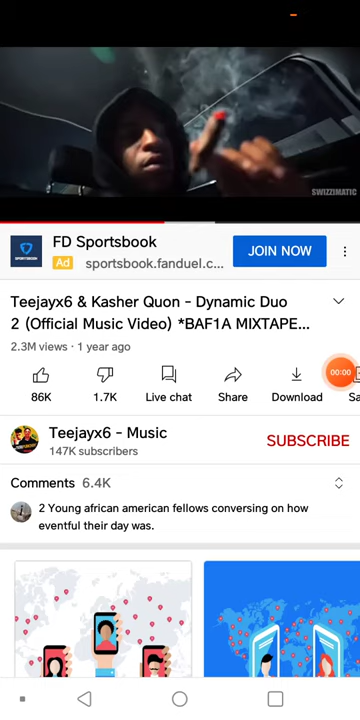 SWIZZIMATIC
FD Sportsbook
Ad sportsbook.fanduel.c...
JOIN NOW
SPORTSBOOK
Teejayx6 & Kasher Quon - Dynamic Duo
2 (Official Music Video) *BAF1A MIXTAPE...
2.3M views · 1 year ago
00:00
86K
1.7K
Live chat
Share
Download
Sa
Teejayx6 - Music
147K subscribers
SUBSCRIBE
Comments 6.4K
2 Young african american fellows conversing on how
eventful their day was.